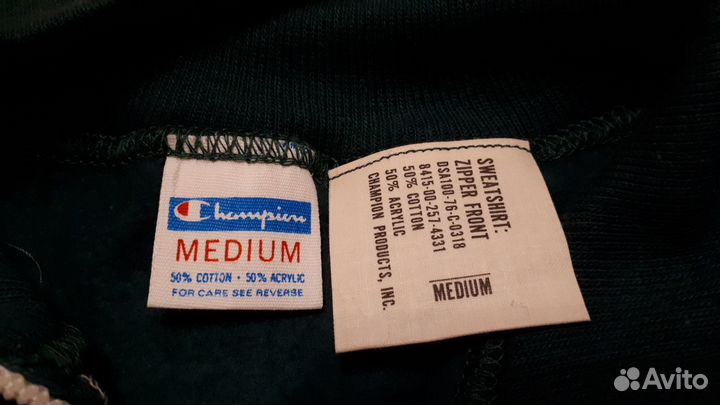 Champion
MEDIUM
50% COTTON • 50% ACRYLIC
FOR CARE SEE REVERSE
SWEATSHIRT:
ZIPPER FRONT
DSA100-76-C-0318
8415-00-257-4331
50% COTTON
50% ACRYLIC
CHAMPION PRODUCTS, INC.
MEDIUM
Avito